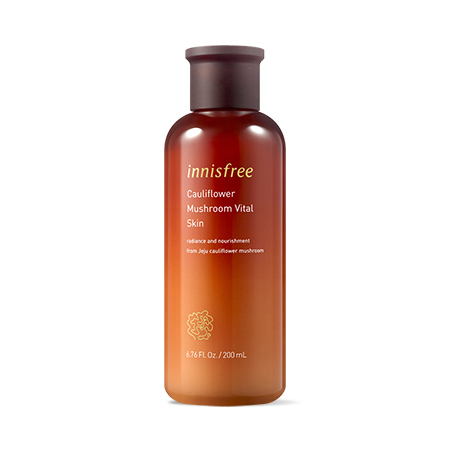 innisfree
Cauliflower
Mushroom Vital
Skin
radiance and nourishment
from Jeju cauliflower mushroom
6.76 Fl. Oz. / 200 mL